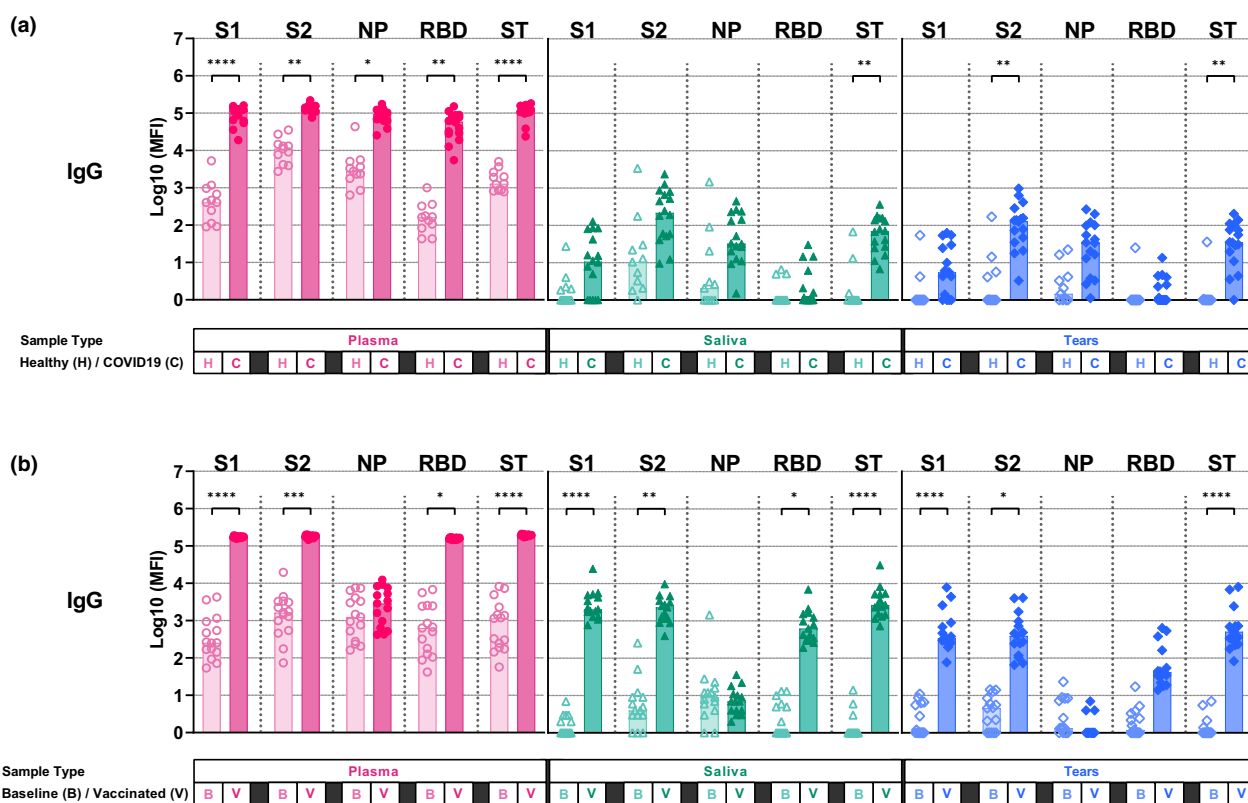 (a)
S1 S2 NP RBD ST S1 S2 NP RBD ST S1 S2 NP RBD ST
**** ** * ** **** ** ** **
IgG
Log10 (MFI)
7
6
5
4
3
2
1
0
Sample Type Plasma Saliva Tears
Healthy (H) / COVID19 (C) H C H C H C H C H C H C H C H C H C H C H C H C H C H C H C
(b)
S1 S2 NP RBD ST S1 S2 NP RBD ST S1 S2 NP RBD ST
**** *** * **** **** ** * **** **** * ****
IgG
Log10 (MFI)
7
6
5
4
3
2
1
0
Sample Type Plasma Saliva Tears
Baseline (B) / Vaccinated (V) B V B V B V B V B V B V B V B V B V B V B V B V B V B V B V